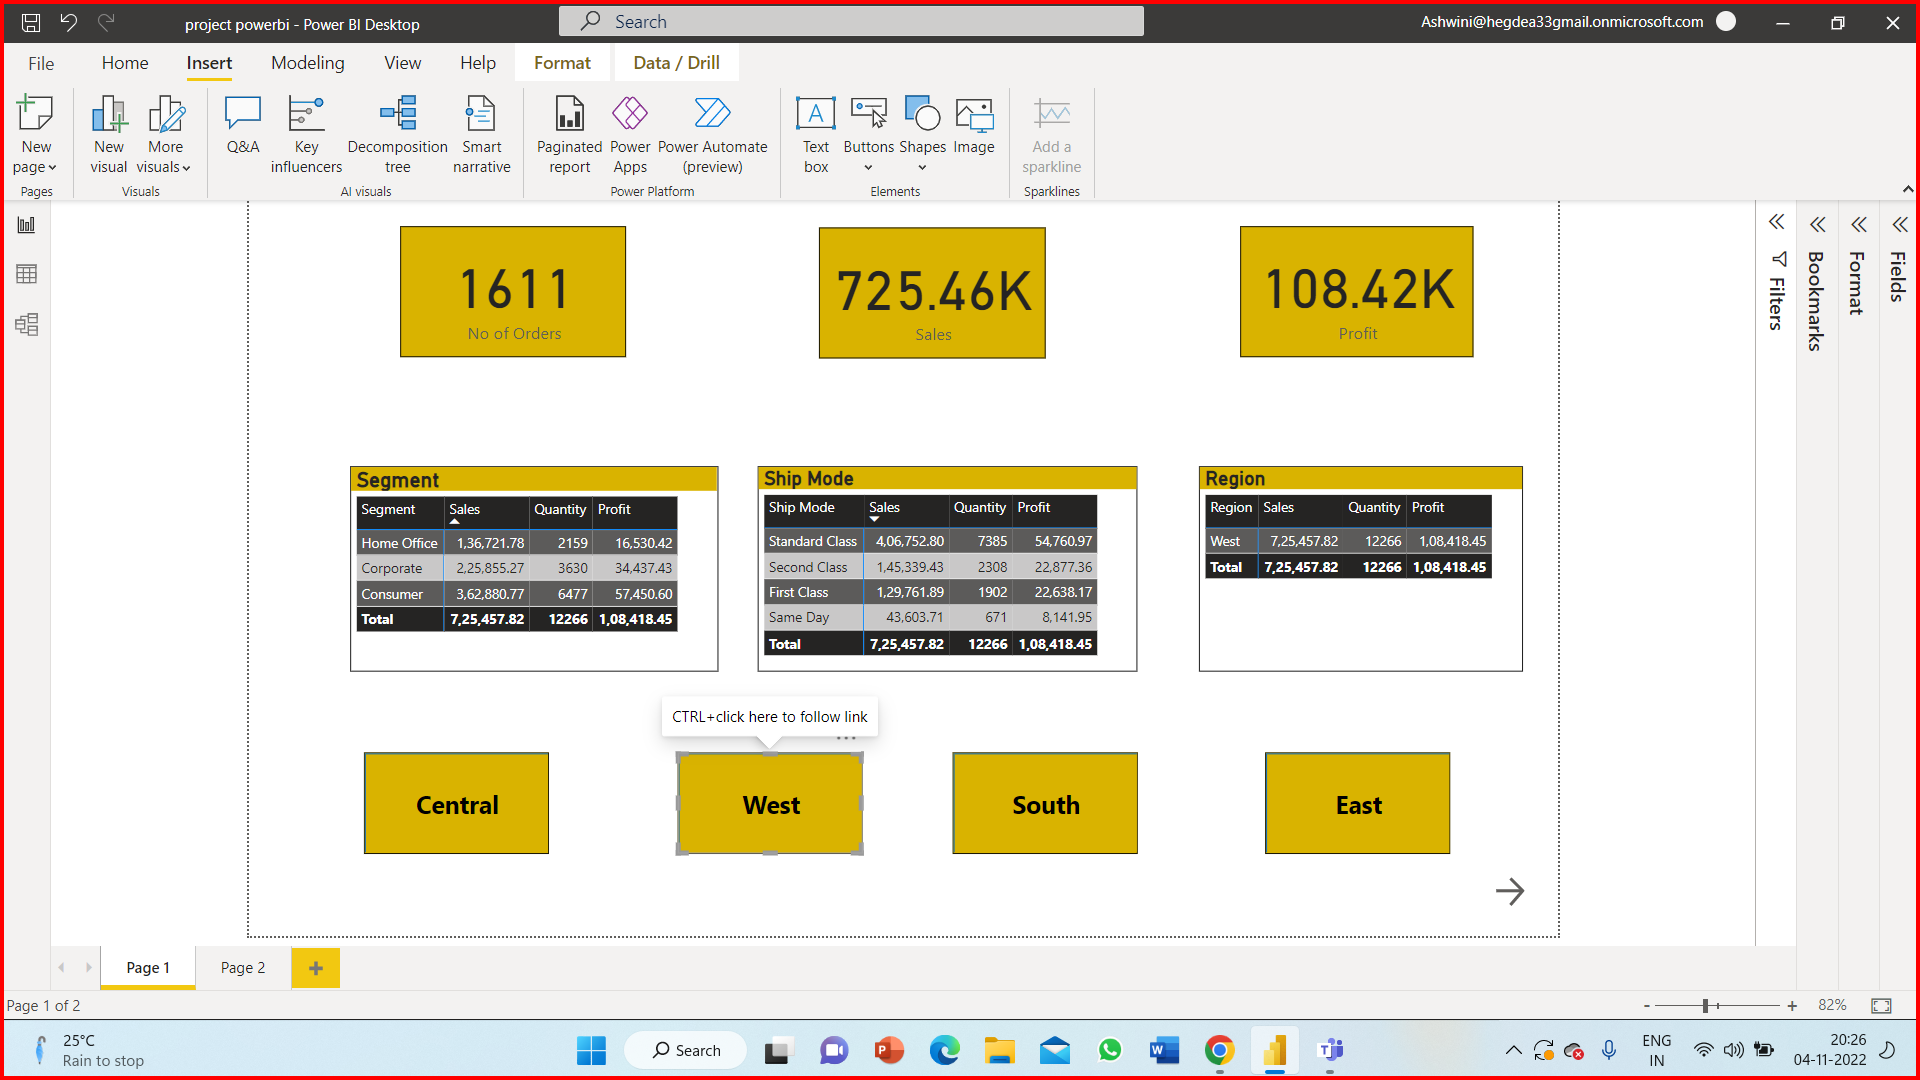 project powerbi - Power BI Desktop
Search
Ashwini@hegdea33gmail.onmicrosoft.com
File Home Insert Modeling View Help Format Data / Drill
New page
New visual
More visuals
Q&A
Key influencers
Decomposition tree
Smart narrative
Paginated report
Power Apps
Power Automate (preview)
Text box
Buttons
Shapes
Image
Add a sparkline
Pages Visuals AI visuals Power Platform Elements Sparklines
1611
No of Orders
725.46K
Sales
108.42K
Profit
Filters
Bookmarks
Format
Fields
Segment
Segment Sales Quantity Profit
Home Office 1,36,721.78 2159 16,530.42
Corporate 2,25,855.27 3630 34,437.43
Consumer 3,62,880.77 6477 57,450.60
Total 7,25,457.82 12266 1,08,418.45
Ship Mode
Ship Mode Sales Quantity Profit
Standard Class 4,06,752.80 7385 54,760.97
Second Class 1,45,339.43 2308 22,877.36
First Class 1,29,761.89 1902 22,638.17
Same Day 43,603.71 671 8,141.95
Total 7,25,457.82 12266 1,08,418.45
Region
Region Sales Quantity Profit
West 7,25,457.82 12266 1,08,418.45
Total 7,25,457.82 12266 1,08,418.45
CTRL+click here to follow link
Central
West
South
East
Page 1 Page 2 +
Page 1 of 2
- + 82%
25°C
Rain to stop
Search
ENG
IN
20:26
04-11-2022